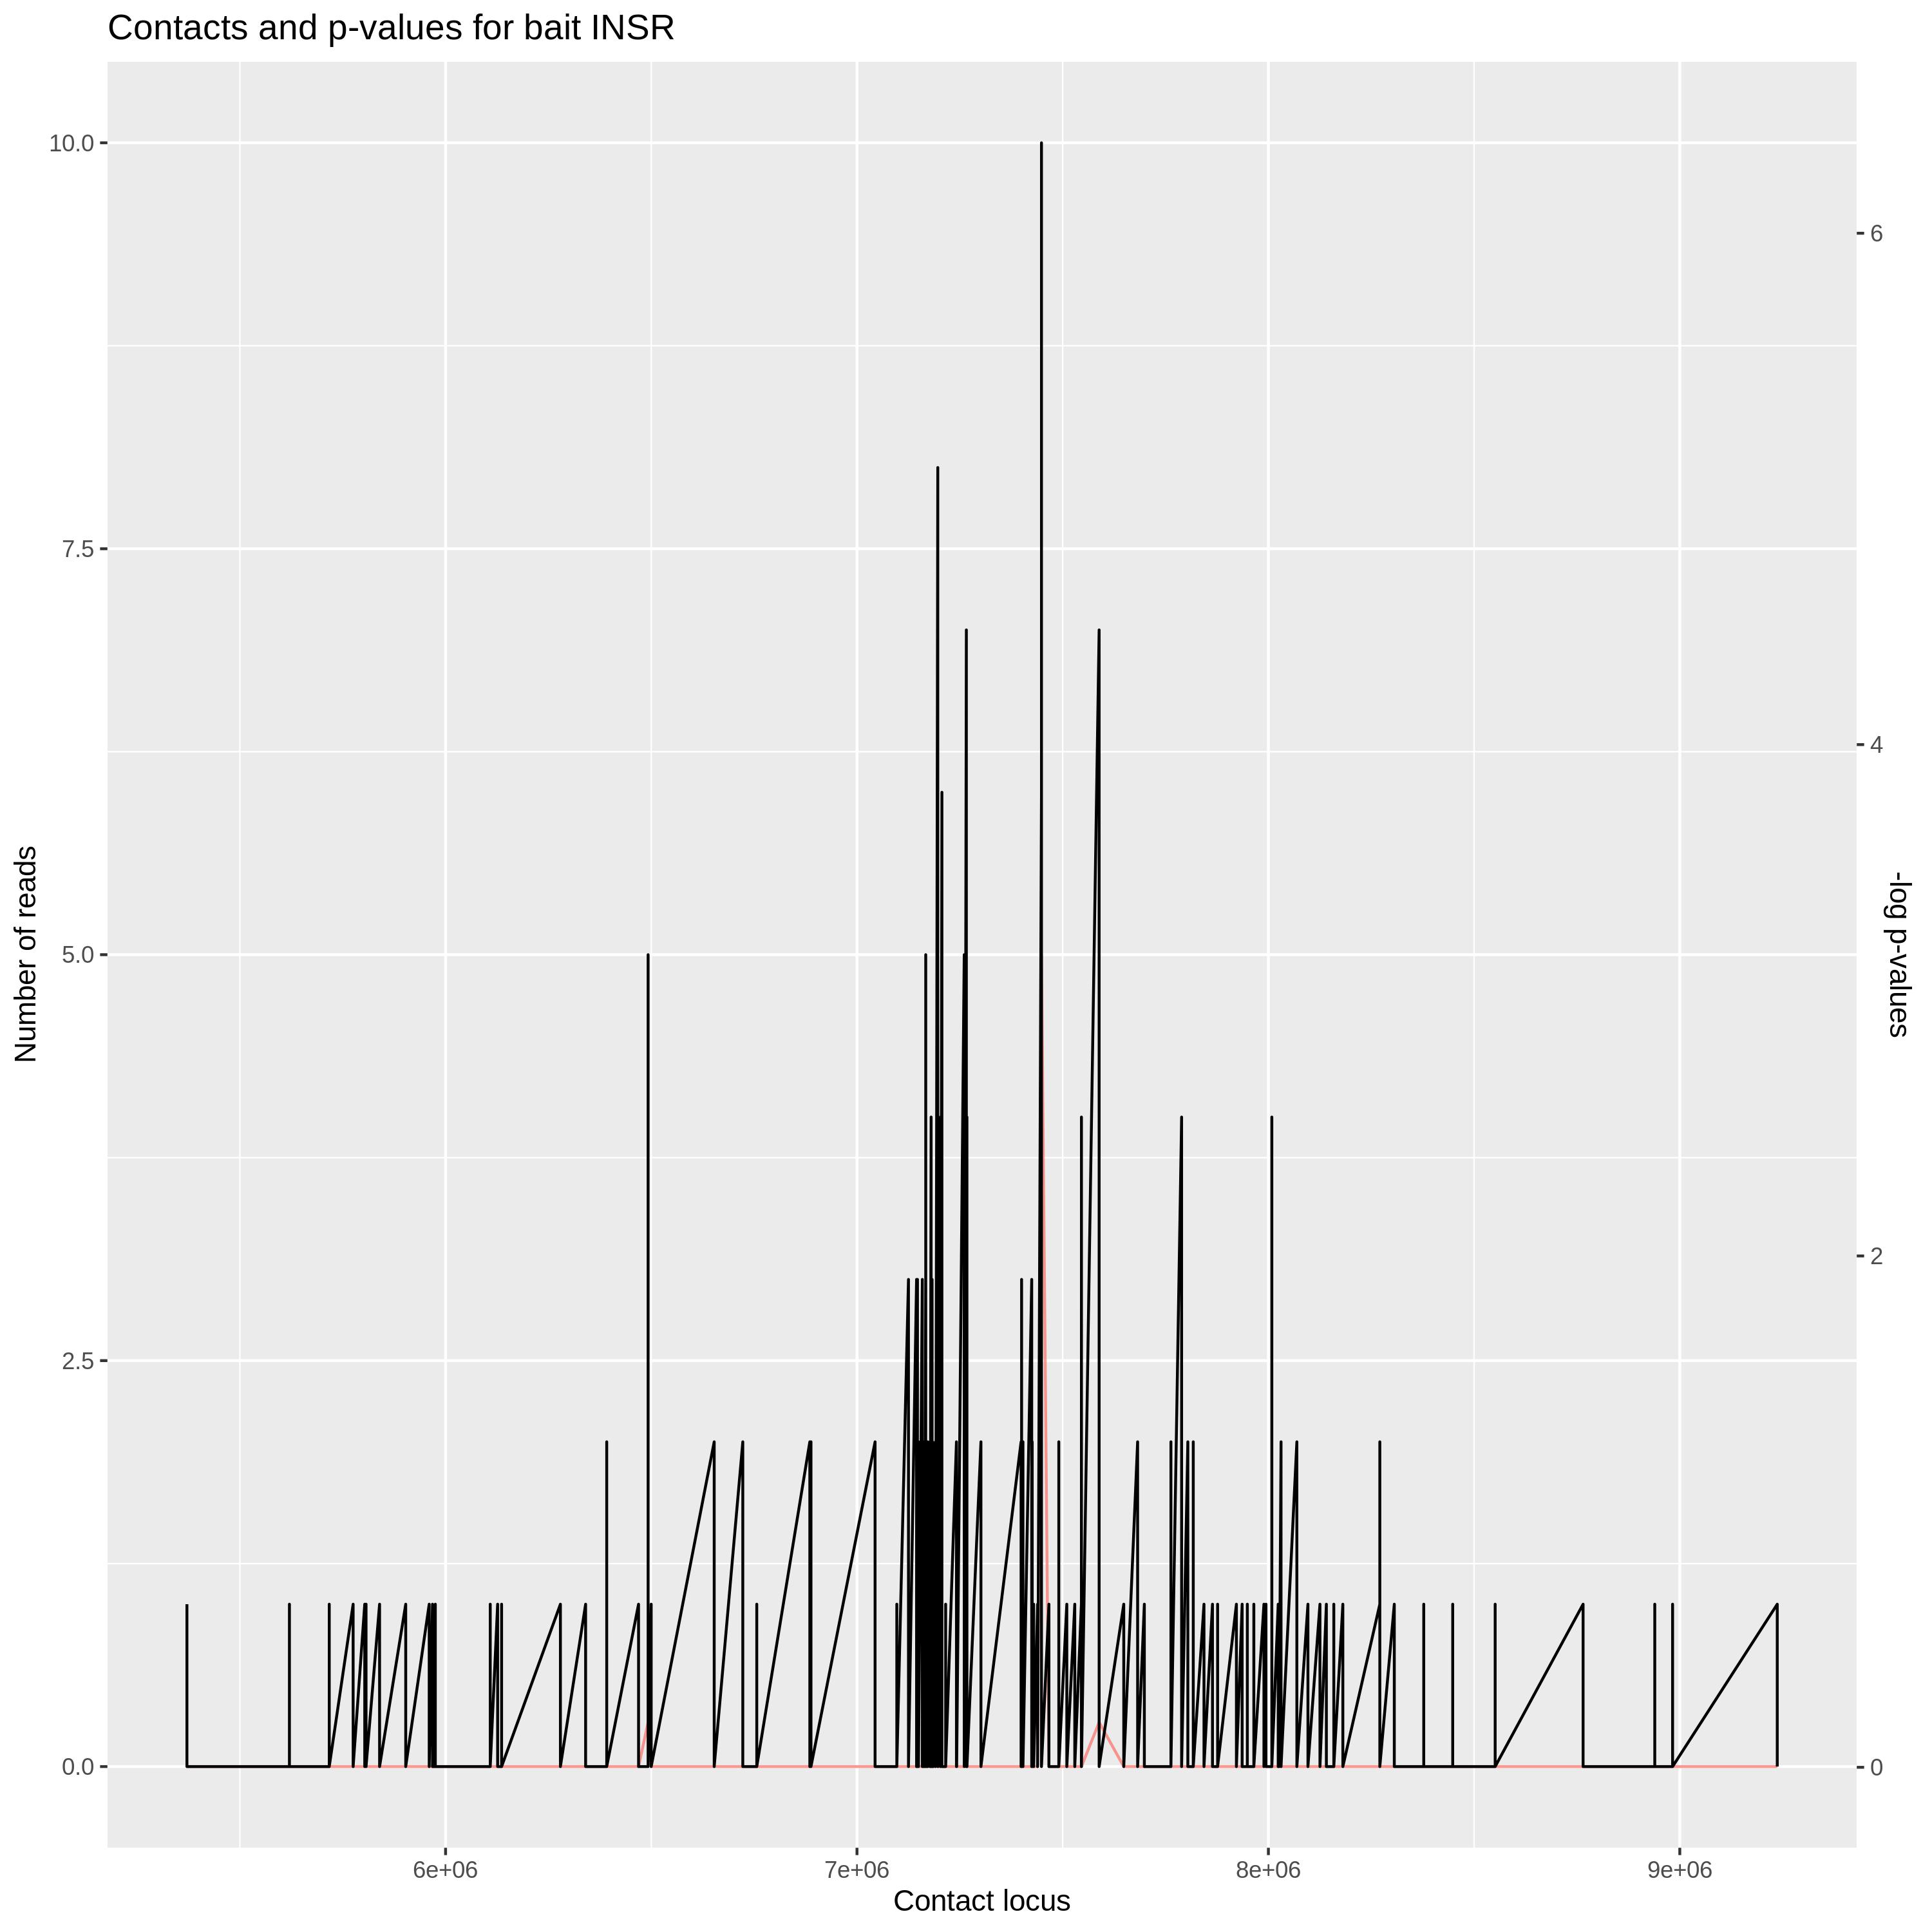 Contacts and p-values for bait INSR
10.0
7.5
5.0
2.5
0.0
Number of reads
6
4
2
0
-log p-values
6e+06
7e+06
8e+06
9e+06
Contact locus